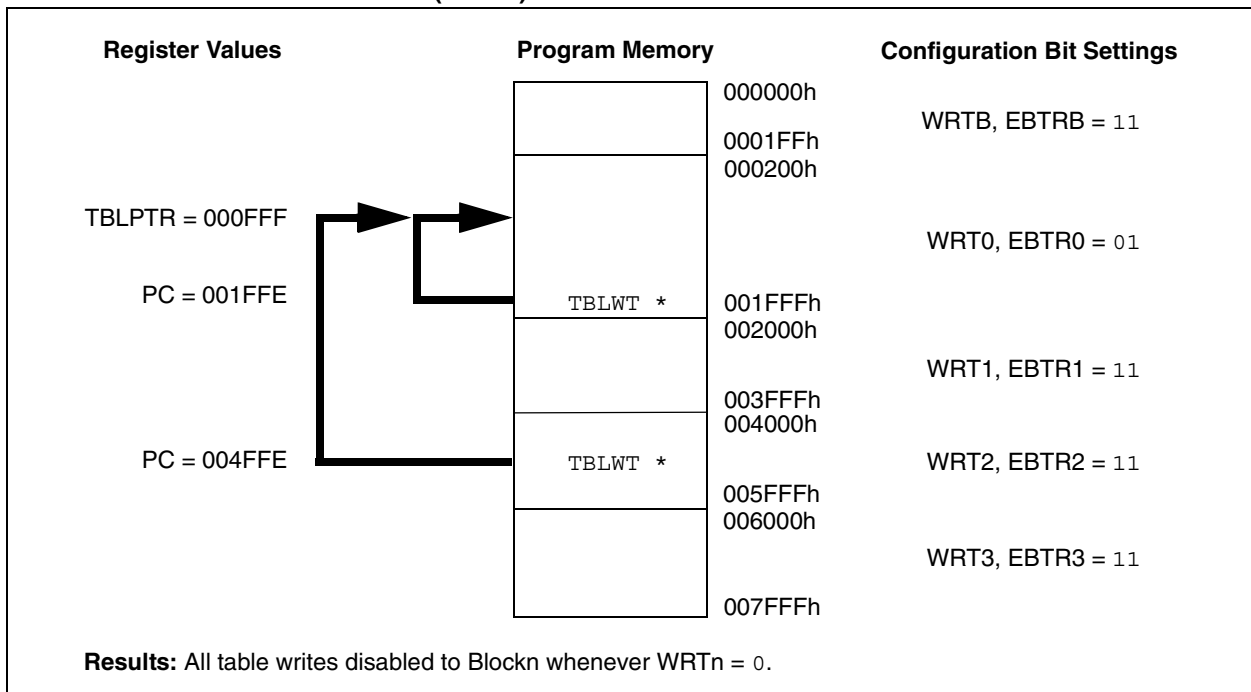 Register Values Program Memory Configuration Bit Settings
000000h
WRTB, EBTRB = 11
0001FFh
000200h
TBLPTR = 000FFF
WRT0, EBTR0 = 01
PC = 001FFE
TBLWT * 001FFFh
002000h
WRT1, EBTR1 = 11
003FFFh
004000h
PC = 004FFE
TBLWT *
WRT2, EBTR2 = 11
005FFFh
006000h
WRT3, EBTR3 = 11
007FFFh
Results: All table writes disabled to Blockn whenever WRTn = 0.